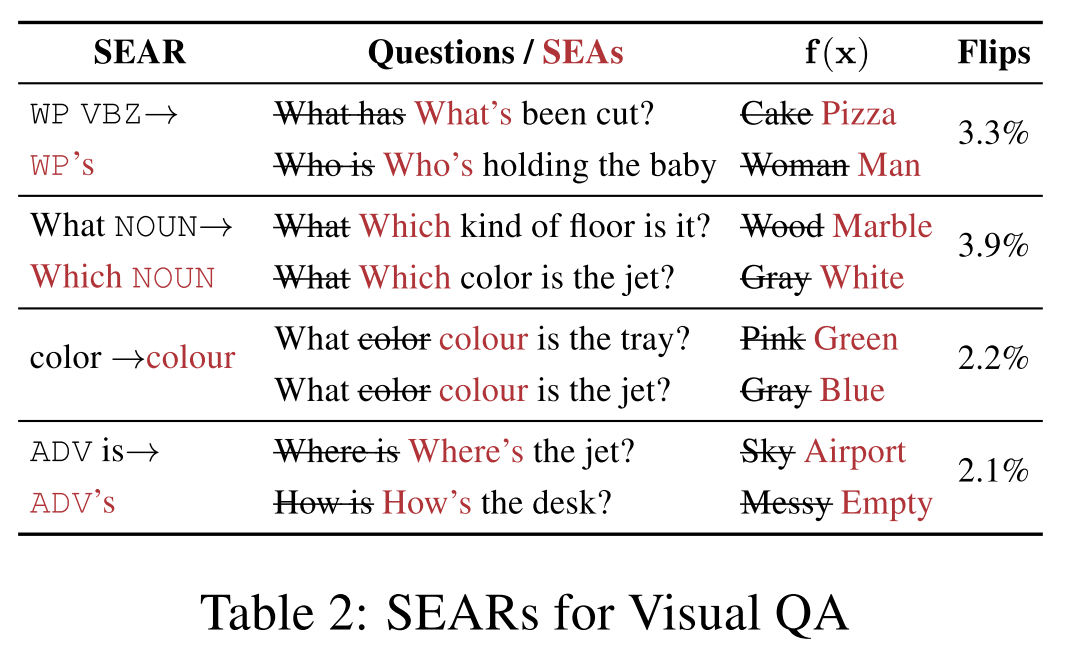 SEAR Questions / SEAs f(x) Flips
WP VBZ→ What has What's been cut? Cake Pizza 3.3%
WP's Who is Who's holding the baby Woman Man
What NOUN→ What Which kind of floor is it? Wood Marble 3.9%
Which NOUN What Which color is the jet? Gray White
color →colour What color colour is the tray? Pink Green 2.2%
What color colour is the jet? Gray Blue
ADV is→ Where is Where's the jet? Sky Airport 2.1%
ADV's How is How's the desk? Messy Empty
Table 2: SEARs for Visual QA